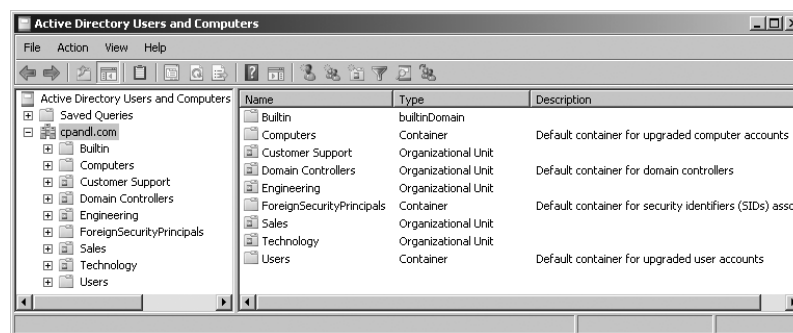 Active Directory Users and Computers
File Action View Help
Active Directory Users and Computers
Saved Queries
cpandl.com
Builtin
Computers
Customer Support
Domain Controllers
Engineering
ForeignSecurityPrincipals
Sales
Technology
Users
Name Type Description
Builtin builtinDomain
Computers Container Default container for upgraded computer accounts
Customer Support Organizational Unit
Domain Controllers Organizational Unit Default container for domain controllers
Engineering Organizational Unit
ForeignSecurityPrincipals Container Default container for security identifiers (SIDs) asso
Sales Organizational Unit
Technology Organizational Unit
Users Container Default container for upgraded user accounts